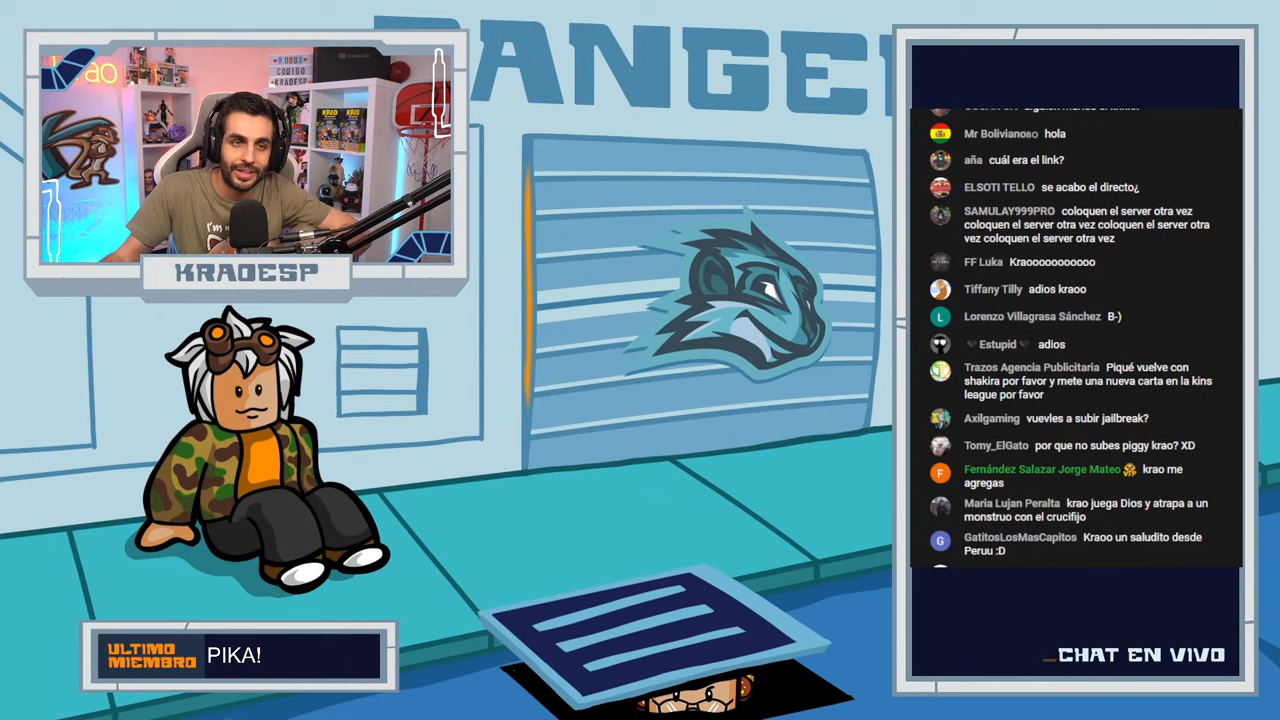 ANGE
rao
ROBUX
CODIGO
KRAOESP
KRAOESP
Mr Bolivianoso hola
aña cuál era el link?
ELSOTI TELLO se acabo el directo¿
SAMULAY999PRO coloquen el server otra vez
coloquen el server otra vez coloquen el server otra
vez coloquen el server otra vez
FF Luka Kraooooooooooo
Tiffany Tilly adios kraoo
Lorenzo Villagrasa Sánchez B-)
Estupid adios
Trazos Agencia Publicitaria Piqué vuelve con
shakira por favor y mete una nueva carta en la kins
league por favor
Axilgaming vuevles a subir jailbreak?
Tomy_ElGato por que no subes piggy krao? XD
Fernández Salazar Jorge Mateo krao me
agregas
Maria Lujan Peralta krao juega Dios y atrapa a un
monstruo con el crucifijo
GatitosLosMasCapitos Kraoo un saludito desde
Peruu :D
ULTIMO
MIEMBRO PIKA!
_CHAT EN VIVO